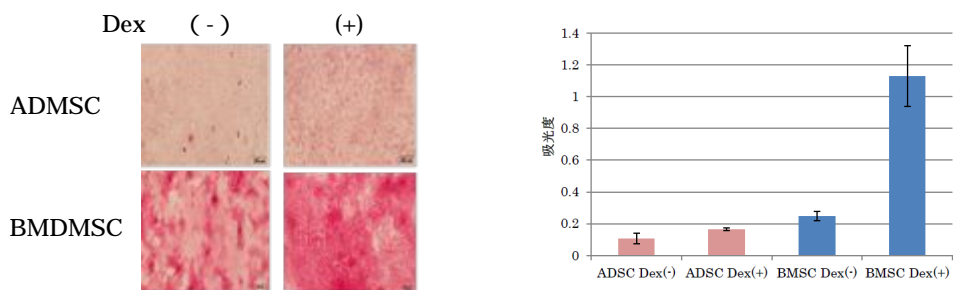 Dex ( - ) (+)
ADMSC
BMDMSC
1.4
1.2
1
0.8
0.6
0.4
0.2
0
吸光度
ADSC Dex(-) ADSC Dex(+) BMSC Dex(-) BMSC Dex(+)